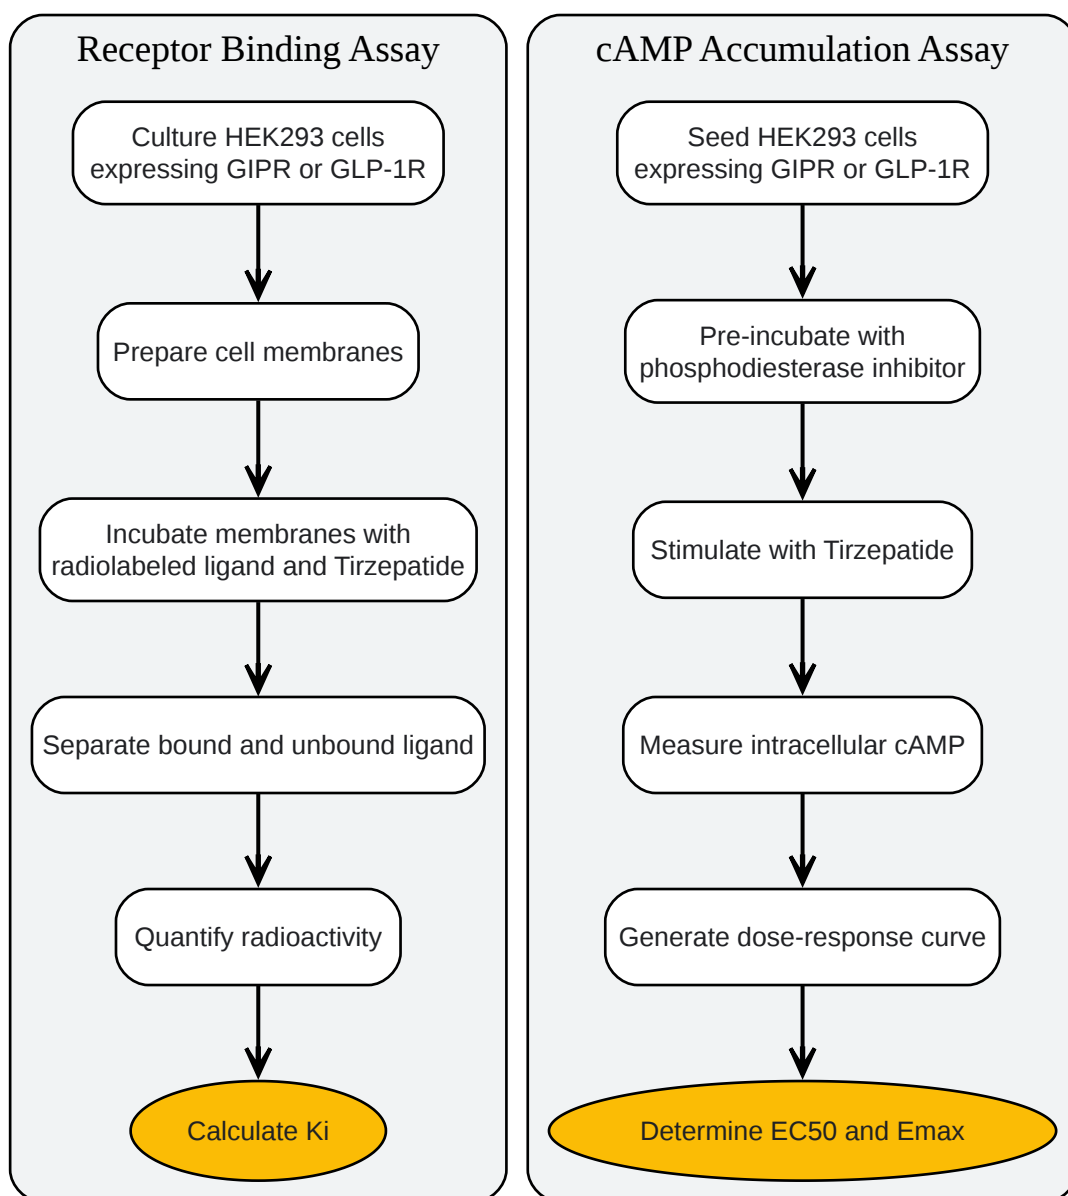 Receptor Binding Assay
Culture HEK293 cells
expressing GIPR or GLP-1R
Prepare cell membranes
Incubate membranes with
radiolabeled ligand and Tirzepatide
Separate bound and unbound ligand
Quantify radioactivity
Calculate Ki
cAMP Accumulation Assay
Seed HEK293 cells
expressing GIPR or GLP-1R
Pre-incubate with
phosphodiesterase inhibitor
Stimulate with Tirzepatide
Measure intracellular cAMP
Generate dose-response curve
Determine EC50 and Emax